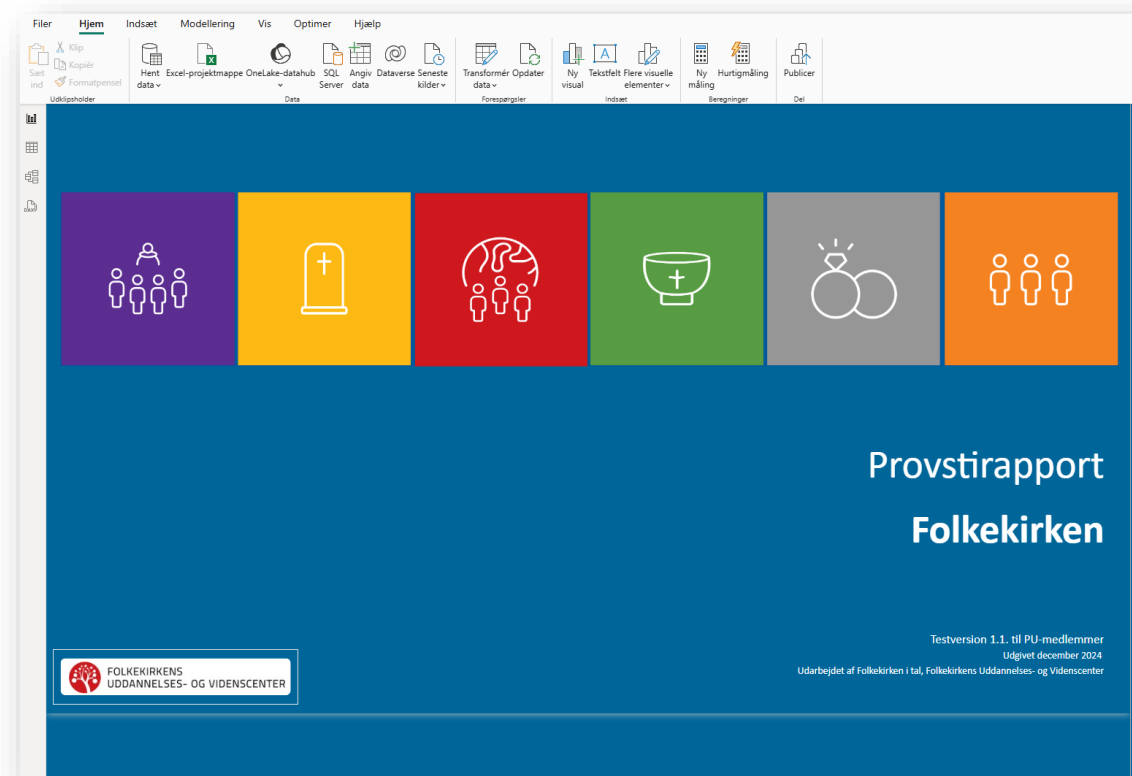 Filer Hjem Indsæt Modellering Vis Optimer Hjælp
Sæt ind
Klip
Kopiér
Formatpensel
Udklipsholder
Hent data
Excel-projektmappe
OneLake-datahub
SQL Server
Angiv data
Dataverse
Seneste kilder
Data
Transformér data
Opdater
Forespørgsler
Ny visual
Tekstfelt
A
Flere visuelle elementer
Indsæt
Ny måling
Hurtigmåling
Beregninger
Publicer
Del
Provstirapport
Folkekirken
Testversion 1.1. til PU-medlemmer
Udgivet december 2024
Udarbejdet af Folkekirken i tal, Folkekirkens Uddannelses- og Videnscenter
FOLKEKIRKENS
UDDANNELSES- OG VIDENSCENTER